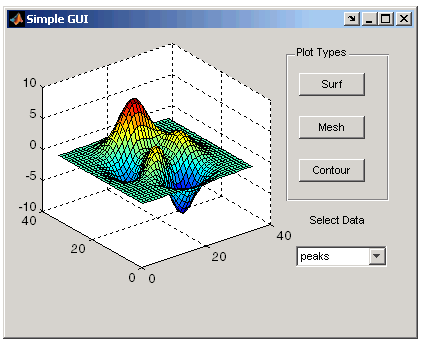 Simple GUI
Plot Types
Surf
Mesh
Contour
Select Data
peaks
10
5
0
-5
-10
40
20
0
0
20
40